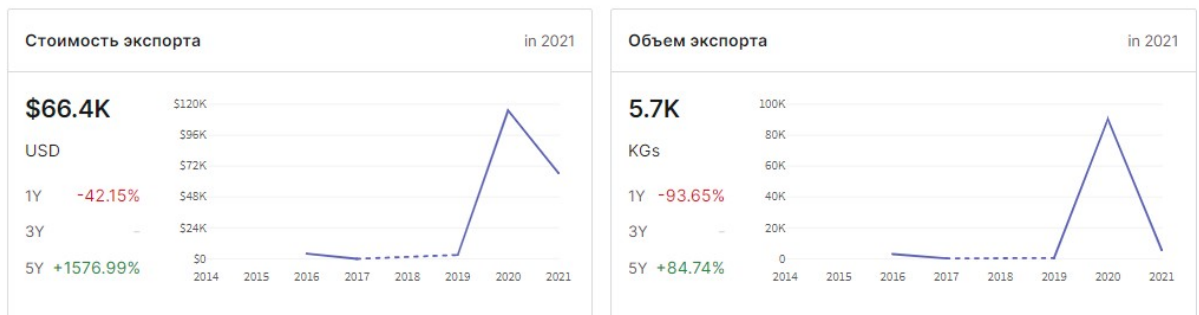 Стоимость экспорта in 2021
$66.4K
USD
1Y -42.15%
3Y –
5Y +1576.99%
$120K
$96K
$72K
$48K
$24K
$0
2014 2015 2016 2017 2018 2019 2020 2021
Объем экспорта in 2021
5.7K
KGs
1Y -93.65%
3Y –
5Y +84.74%
100K
80K
60K
40K
20K
0
2014 2015 2016 2017 2018 2019 2020 2021